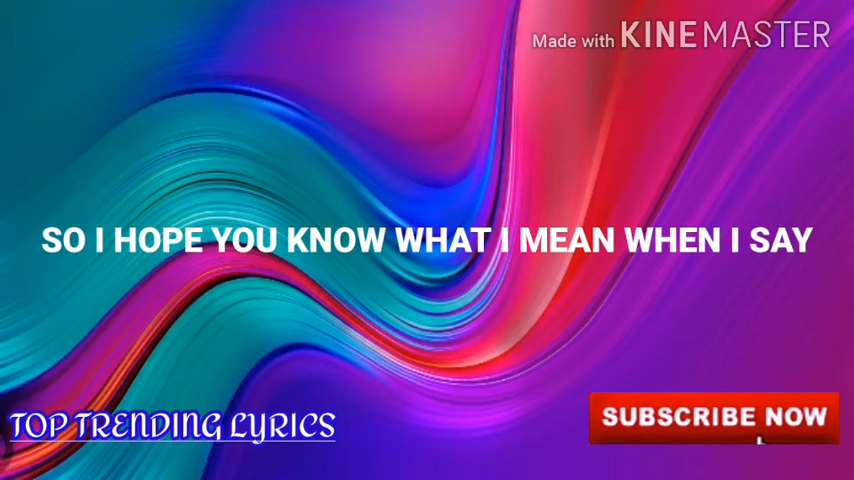 Made with KINEMASTER
SO I HOPE YOU KNOW WHAT I MEAN WHEN I SAY
TOP TRENDING LYRICS
SUBSCRIBE NOW